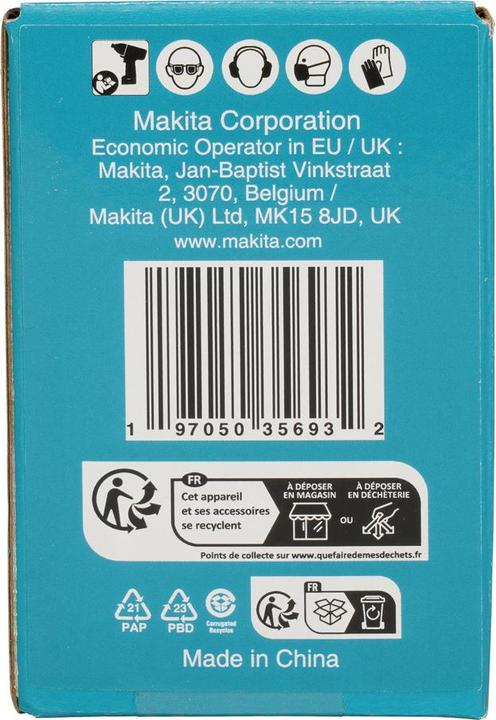 Makita Corporation
Economic Operator in EU / UK :
Makita, Jan-Baptist Vinkstraat
2, 3070, Belgium /
Makita (UK) Ltd, MK15 8JD, UK
www.makita.com
1 97050 35693 2
FR
Cet appareil
et ses accessoires
se recyclent
À DÉPOSER
EN MAGASIN
OU
À DÉPOSER
EN DÉCHÈTERIE
Points de collecte sur www.quefairedemesdechets.fr
21
PAP
23
PBD
Corrugated
Recycles
FR
Made in China